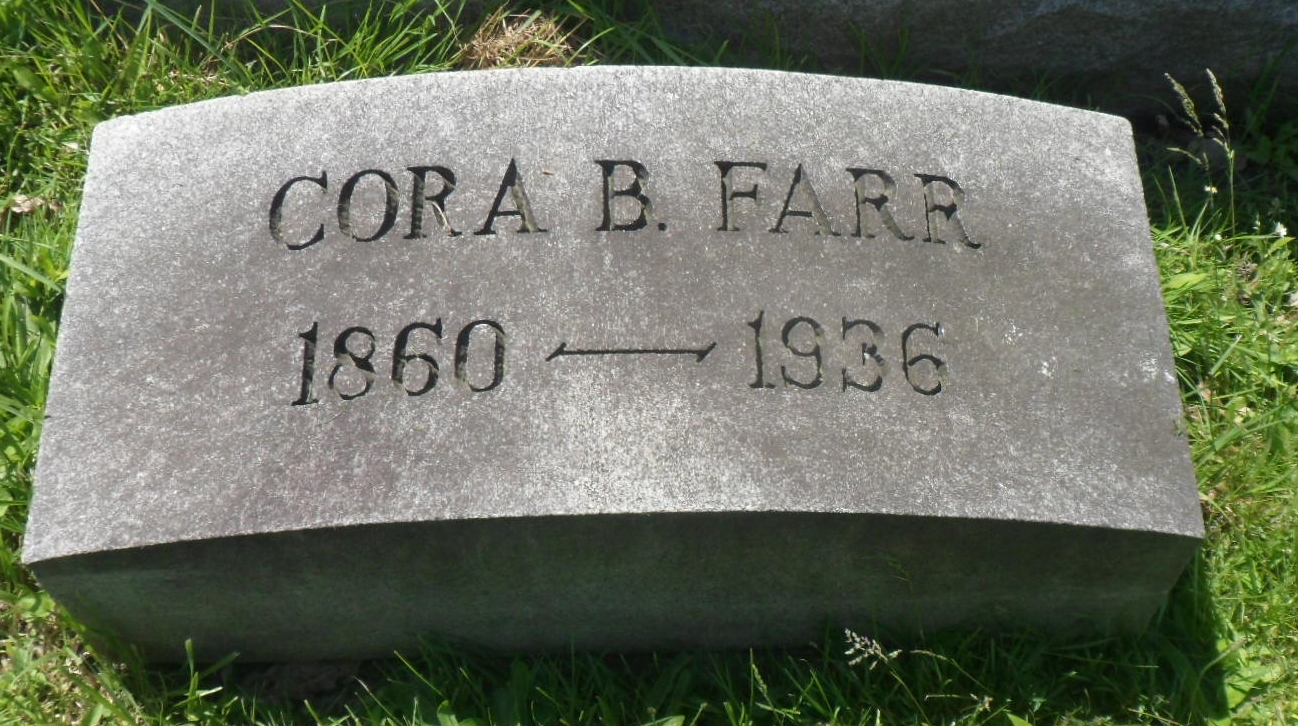 CORA B. FARR
1860 — 1936